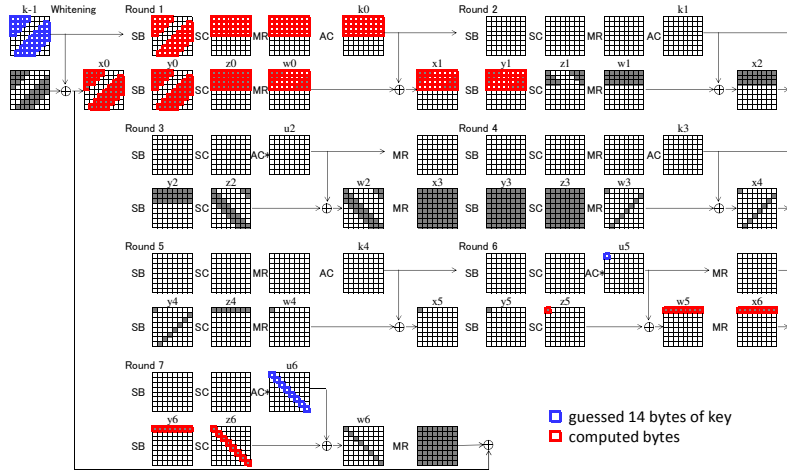 k-1 Whitening Round 1 k0 Round 2 k1
SB SC MR AC SB SC MR AC
x0 y0 z0 w0 x1 y1 z1 w1 x2
SB SC MR SB SC MR
Round 3 u2 Round 4 k3
SB SC AC* MR SB SC MR AC
y2 z2 w2 x3 y3 z3 w3 x4
SB SC MR SB SC MR
Round 5 k4 Round 6 u5
SB SC MR AC SB SC AC* MR
y4 z4 w4 x5 y5 z5 w5 x6
SB SC MR SB SC MR
Round 7 u6
SB SC AC*
y6 z6 w6
SB SC MR
guessed 14 bytes of key
computed bytes